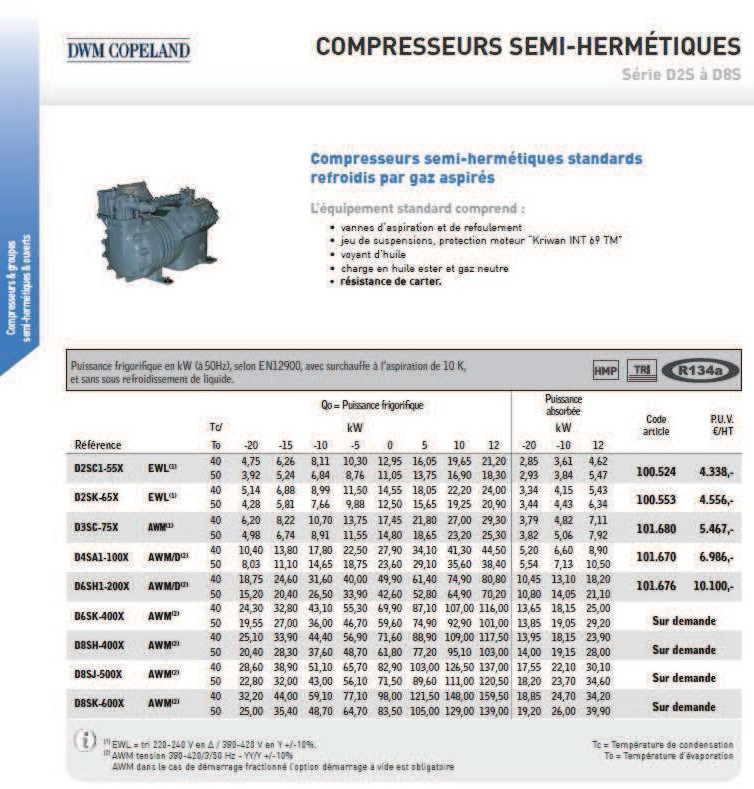 DWM COPELAND
COMPRESSEURS SEMI-HERMÉTIQUES
Série D2S à D8S
Compresseurs & groupes
semi-hermétiques & ouverts
Compresseurs semi-hermétiques standards
refroidis par gaz aspirés
L'équipement standard comprend :
• vannes d'aspiration et de refoulement
• jeu de suspensions, protection moteur "Kriwan INT 69 TM"
• voyant d'huile
• charge en huile ester et gaz neutre
• résistance de carter.
Puissance frigorifique en kW (à 50Hz), selon EN12900, avec surchauffe à l'aspiration de 10 K,
et sans sous refroidissement de liquide.
HMP TRI R134a
Qo = Puissance frigorifique Puissance absorbée
Tc/ kW kW Code article P.U.V. €/HT
Référence To -20 -15 -10 -5 0 5 10 12 -20 -10 12
D2SC1-55X EWL(1) 40 4,75 6,26 8,11 10,30 12,95 16,05 19,65 21,20 2,85 3,61 4,62 100.524 4.338,-
50 3,92 5,24 6,84 8,76 11,05 13,75 16,90 18,30 2,93 3,84 5,47
D2SK-65X EWL(1) 40 5,14 6,88 8,99 11,50 14,55 18,05 22,20 24,00 3,34 4,15 5,43 100.553 4.556,-
50 4,28 5,81 7,66 9,88 12,50 15,65 19,25 20,90 3,44 4,43 6,34
D3SC-75X AWM(1) 40 6,20 8,22 10,70 13,75 17,45 21,80 27,00 29,30 3,79 4,82 7,11 101.680 5.467,-
50 4,98 6,74 8,91 11,55 14,80 18,65 23,20 25,30 3,82 5,06 7,92
D4SA1-100X AWM/D(2) 40 10,40 13,80 17,80 22,50 27,90 34,10 41,30 44,50 5,20 6,60 8,90 101.670 6.986,-
50 8,03 11,10 14,65 18,75 23,60 29,10 35,60 38,40 5,54 7,13 10,50
D6SH1-200X AWM/D(2) 40 18,75 24,60 31,60 40,00 49,90 61,40 74,90 80,80 10,45 13,10 18,20 101.676 10.100,-
50 15,20 20,40 26,50 33,90 42,60 52,80 64,90 70,20 10,80 14,05 21,10
D6SK-400X AWM(2) 40 24,30 32,80 43,10 55,30 69,90 87,10 107,00 116,00 13,65 18,15 25,00 Sur demande
50 19,55 27,00 36,00 46,70 59,60 74,90 92,90 101,00 13,85 19,05 29,20
D8SH-400X AWM(2) 40 25,10 33,90 44,40 56,90 71,60 88,90 109,00 117,50 13,95 18,15 23,90 Sur demande
50 20,40 28,30 37,60 48,70 61,80 77,20 95,10 103,00 14,00 19,15 28,00
D8SJ-500X AWM(2) 40 28,60 38,90 51,10 65,70 82,90 103,00 126,50 137,00 17,55 22,10 30,10 Sur demande
50 22,80 32,00 43,00 56,10 71,50 89,60 111,00 120,50 18,20 23,70 34,60
D8SK-600X AWM(2) 40 32,20 44,00 59,10 77,10 98,00 121,50 148,00 159,50 18,85 24,70 34,20 Sur demande
50 25,00 35,40 48,70 64,70 83,50 105,00 129,00 139,00 19,20 26,00 39,90
i
(1) EWL = tri 220-240 V en Δ / 380-420 V en Y +/-10%.
(2) AWM tension 380-420/3/50 Hz - YY/Y +/-10%
AWM dans le cas de démarrage fractionné l'option démarrage à vide est obligatoire
Tc = Température de condensation
To = Température d'évaporation